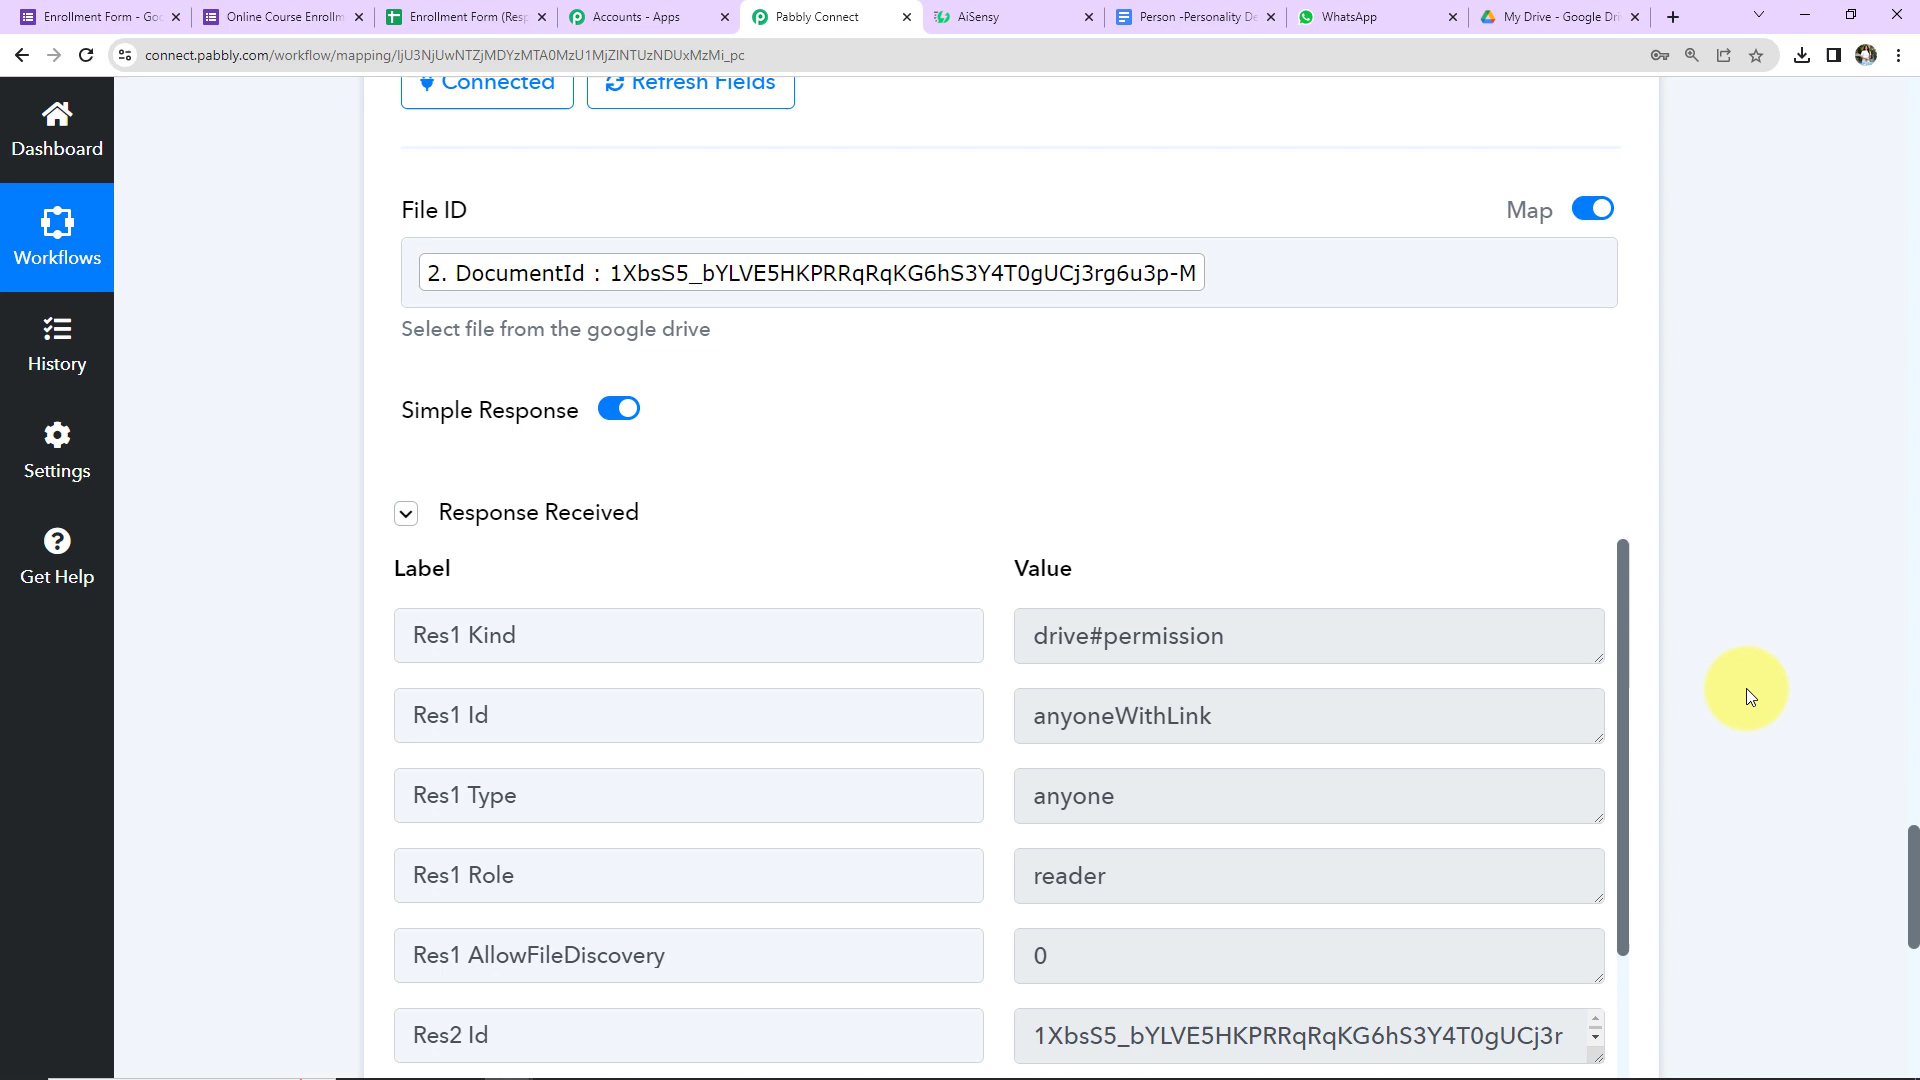 Enrollment Form - Goo
Online Course Enrollm
Enrollment Form (Resp
Accounts - Apps
Pabbly Connect
AiSensy
Person -Personality De
WhatsApp
My Drive - Google Dri
connect.pabbly.com/workflow/mapping/IjU3NjUwNTZjMDYzMTA0MzU1MjZlNTUzNDUxMzMi_pc
Dashboard
Workflows
History
Settings
Get Help
Connected
Refresh Fields
File ID
Map
2. DocumentId : 1XbsS5_bYLVE5HKPRRqRqKG6hS3Y4T0gUCj3rg6u3p-M
Select file from the google drive
Simple Response
Response Received
Label
Value
Res1 Kind
drive#permission
Res1 Id
anyoneWithLink
Res1 Type
anyone
Res1 Role
reader
Res1 AllowFileDiscovery
0
Res2 Id
1XbsS5_bYLVE5HKPRRqRqKG6hS3Y4T0gUCj3r